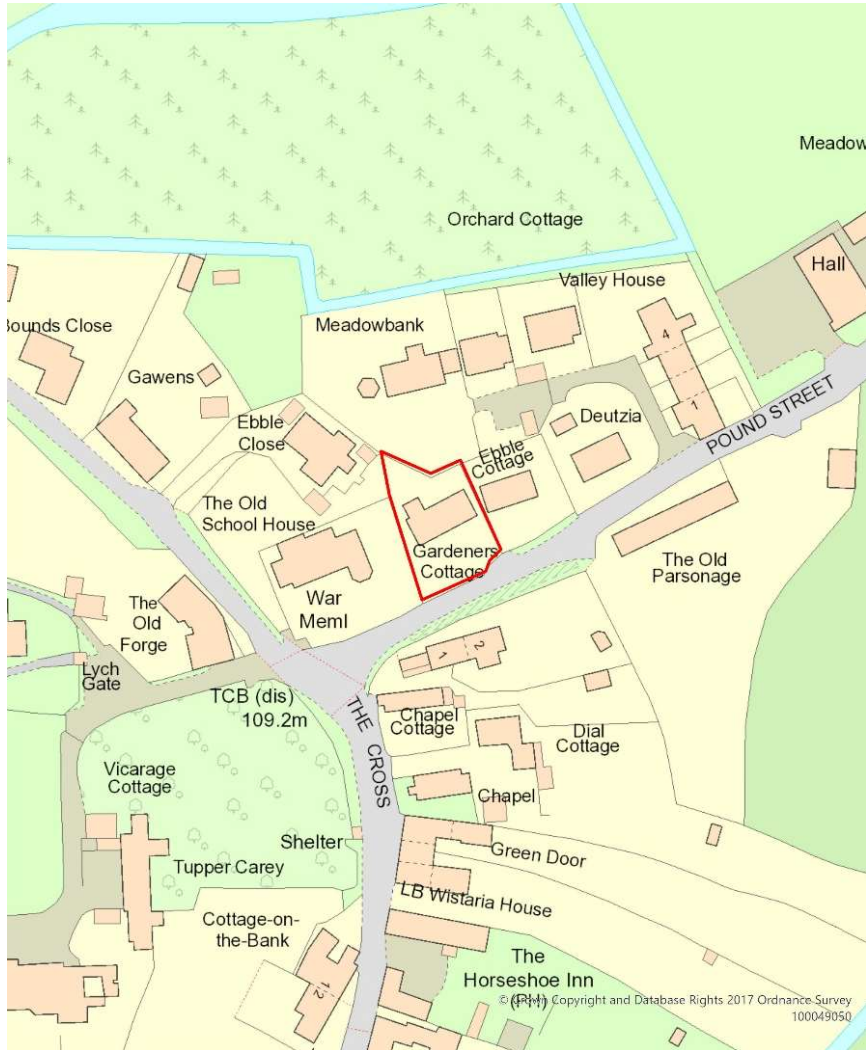 Meadow
Orchard Cottage
Hall
Valley House
Bounds Close
Meadowbank
4
Gawens
1
POUND STREET
Deutzia
Ebble
Close
Ebble
Cottage
The Old
School House
Gardeners
Cottage
The Old
Parsonage
War
Meml
The
Old
Forge
2
1
Lych
Gate
TCB (dis)
109.2m
THE CROSS
Chapel
Cottage
Dial
Cottage
Vicarage
Cottage
Chapel
Shelter
Green Door
Tupper Carey
LB Wistaria House
Cottage-on-
the-Bank
12
The
Horseshoe Inn
(PH)
© Crown Copyright and Database Rights 2017 Ordnance Survey
100049050